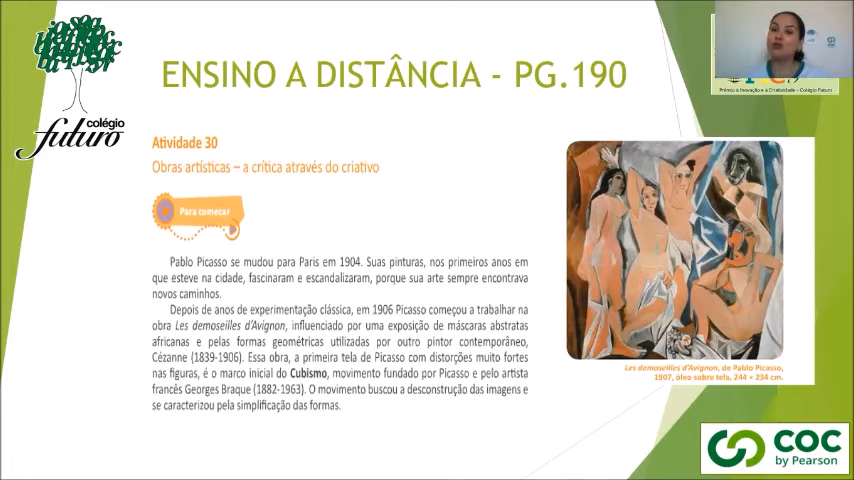 ENSINO A DISTÂNCIA - PG.190
colégio
futuro
Prêmio à Inovação e à Criatividade – Colégio Futuro
Atividade 30
Obras artísticas – a crítica através do criativo
Para começar
Pablo Picasso se mudou para Paris em 1904. Suas pinturas, nos primeiros anos em
que esteve na cidade, fascinaram e escandalizaram, porque sua arte sempre encontrava
novos caminhos.
Depois de anos de experimentação clássica, em 1906 Picasso começou a trabalhar na
obra Les demoseilles d'Avignon, influenciado por uma exposição de máscaras abstratas
africanas e pelas formas geométricas utilizadas por outro pintor contemporâneo,
Cézanne (1839-1906). Essa obra, a primeira tela de Picasso com distorções muito fortes
nas figuras, é o marco inicial do Cubismo, movimento fundado por Picasso e pelo artista
francês Georges Braque (1882-1963). O movimento buscou a desconstrução das imagens e
se caracterizou pela simplificação das formas.
Les demoseilles d'Avignon, de Pablo Picasso,
1907, óleo sobre tela, 244 × 234 cm.
COC
by Pearson